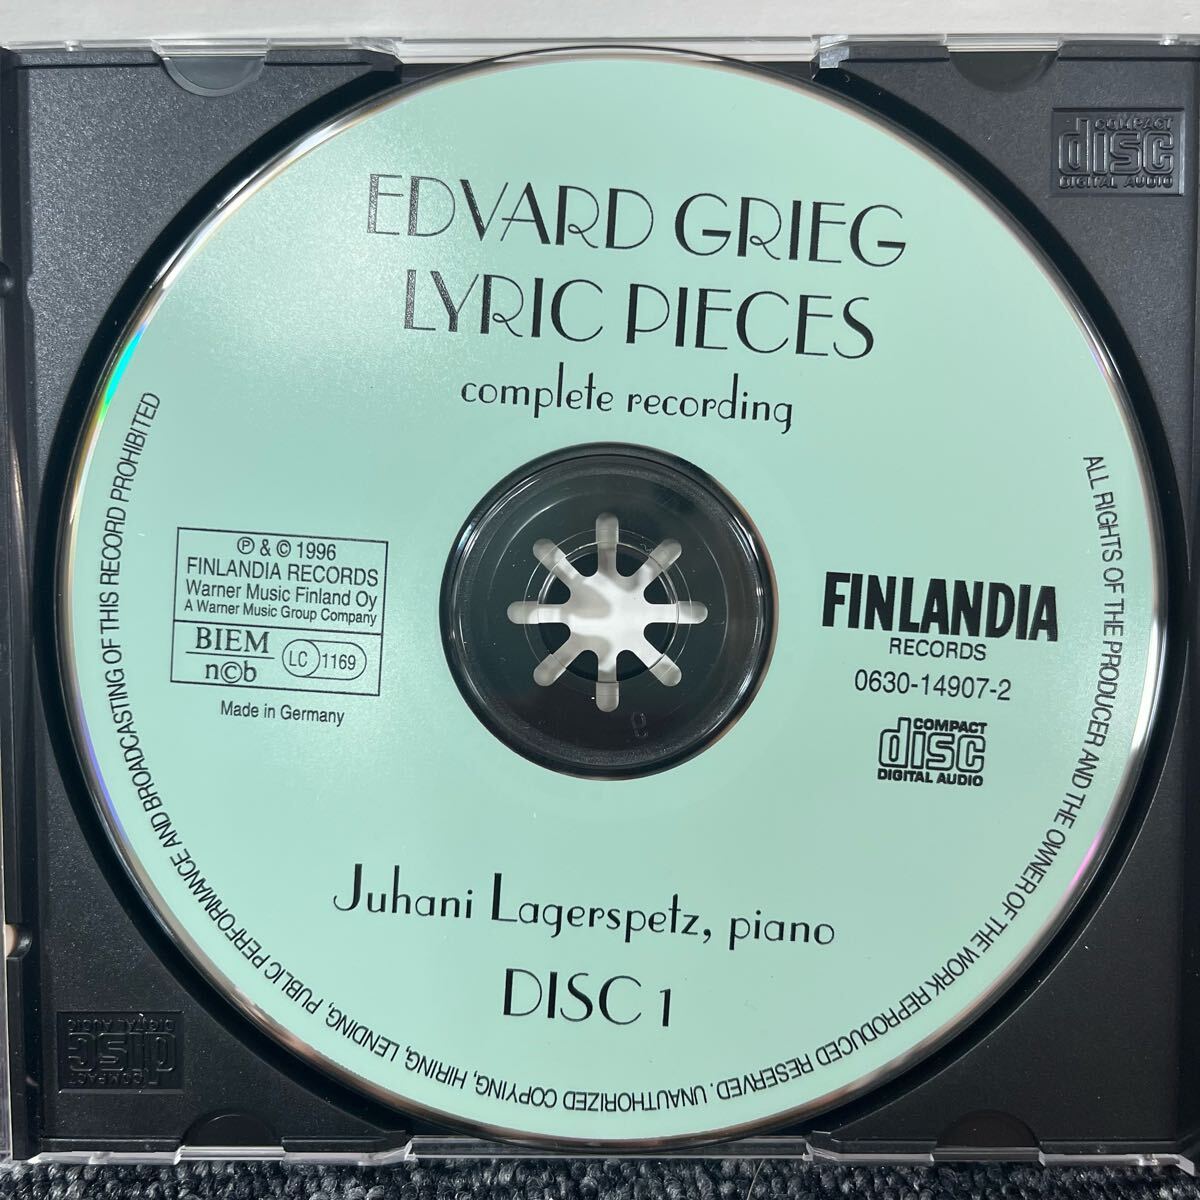 EDVARD GRIEG
LYRIC PIECES
complete recording
℗ & © 1996
FINLANDIA RECORDS
Warner Music Finland Oy
A Warner Music Group Company
BIEM
n©b
LC 1169
Made in Germany
FINLANDIA
RECORDS
0630-14907-2
COMPACT
disc
DIGITAL AUDIO
Juhani Lagerspetz, piano
DISC 1
ALL RIGHTS OF THE PRODUCER AND THE OWNER OF THE WORK REPRODUCED RESERVED. UNAUTHORIZED COPYING, HIRING, LENDING, PUBLIC PERFORMANCE AND BROADCASTING OF THIS RECORD PROHIBITED
COMPACT
disc
DIGITAL AUDIO
COMPACT
disc
DIGITAL AUDIO